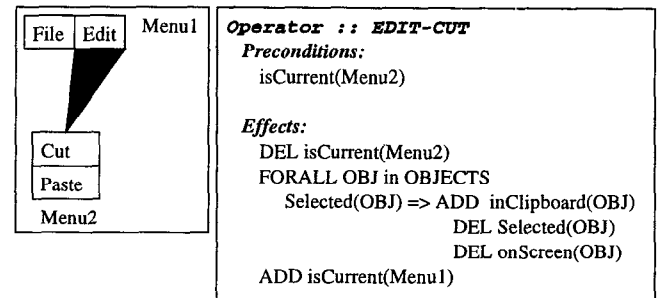 File Edit Menu1
Cut
Paste
Menu2
Operator :: EDIT-CUT
Preconditions:
isCurrent(Menu2)
Effects:
DEL isCurrent(Menu2)
FORALL OBJ in OBJECTS
Selected(OBJ) => ADD inClipboard(OBJ)
DEL Selected(OBJ)
DEL onScreen(OBJ)
ADD isCurrent(Menu1)